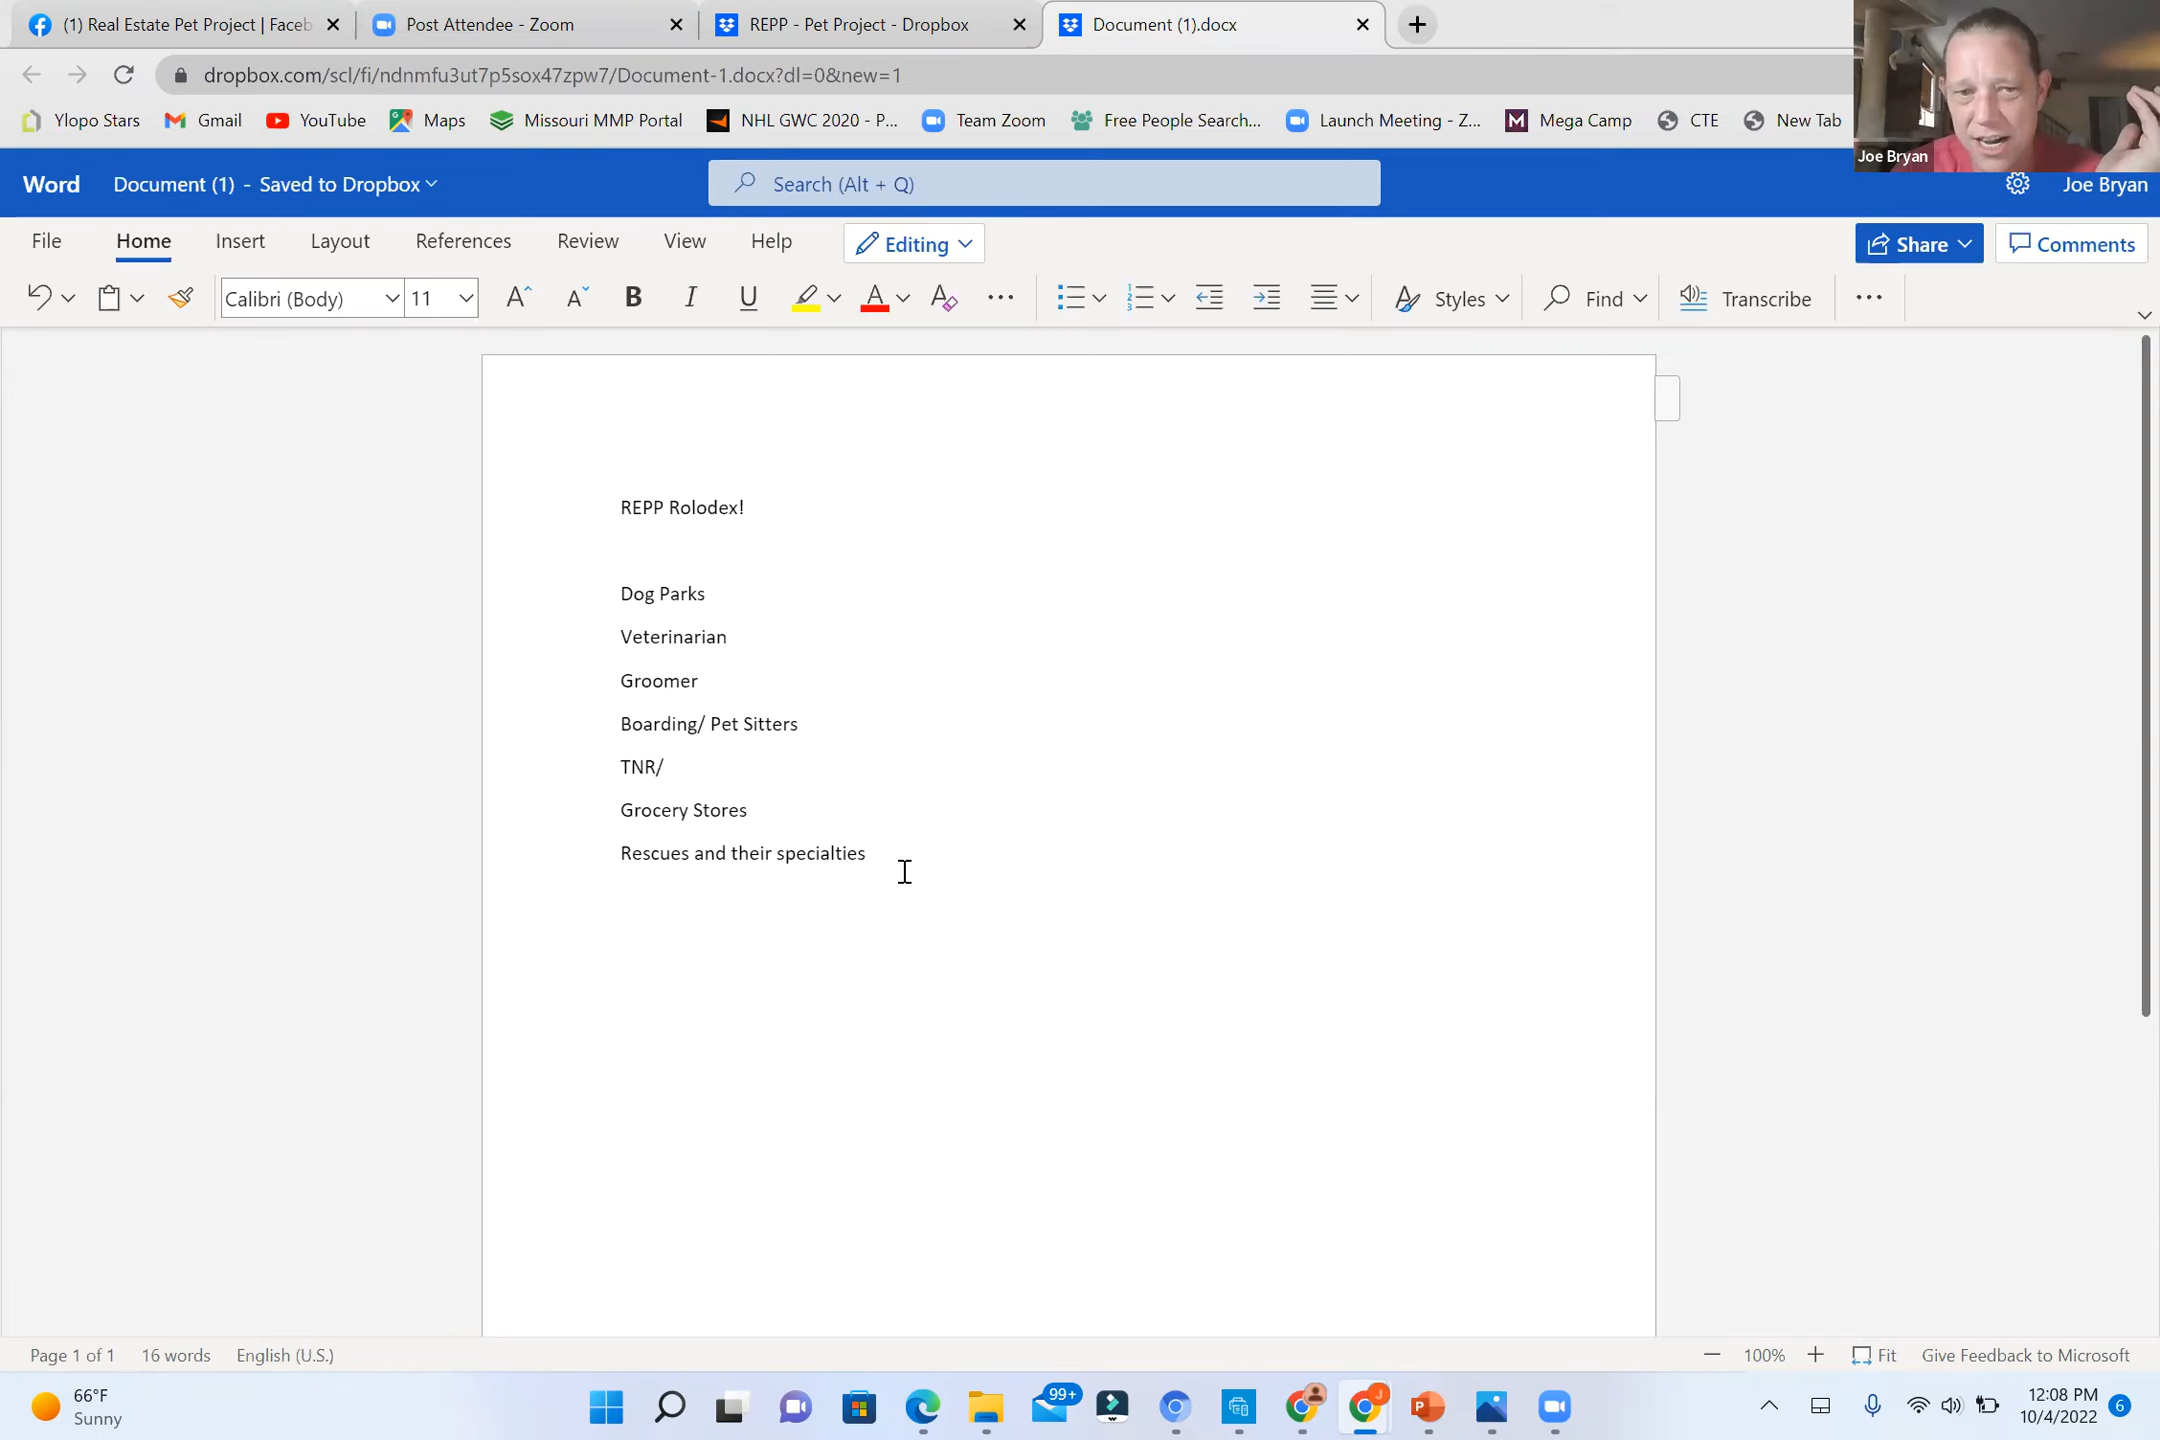 (1) Real Estate Pet Project | Faceb
Post Attendee - Zoom
REPP - Pet Project - Dropbox
Document (1).docx
dropbox.com/scl/fi/ndnmfu3ut7p5sox47zpw7/Document-1.docx?dl=0&new=1
Ylopo Stars
Gmail
YouTube
Maps
Missouri MMP Portal
NHL GWC 2020 - P...
Team Zoom
Free People Search...
Launch Meeting - Z...
Mega Camp
CTE
New Tab
Joe Bryan
Word
Document (1) - Saved to Dropbox
Search (Alt + Q)
Joe Bryan
File
Home
Insert
Layout
References
Review
View
Help
Editing
Share
Comments
Calibri (Body)
11
Styles
Find
Transcribe
REPP Rolodex!
Dog Parks
Veterinarian
Groomer
Boarding/ Pet Sitters
TNR/
Grocery Stores
Rescues and their specialties
Page 1 of 1
16 words
English (U.S.)
100%
Fit
Give Feedback to Microsoft
66°F
Sunny
99+
12:08 PM
10/4/2022
6